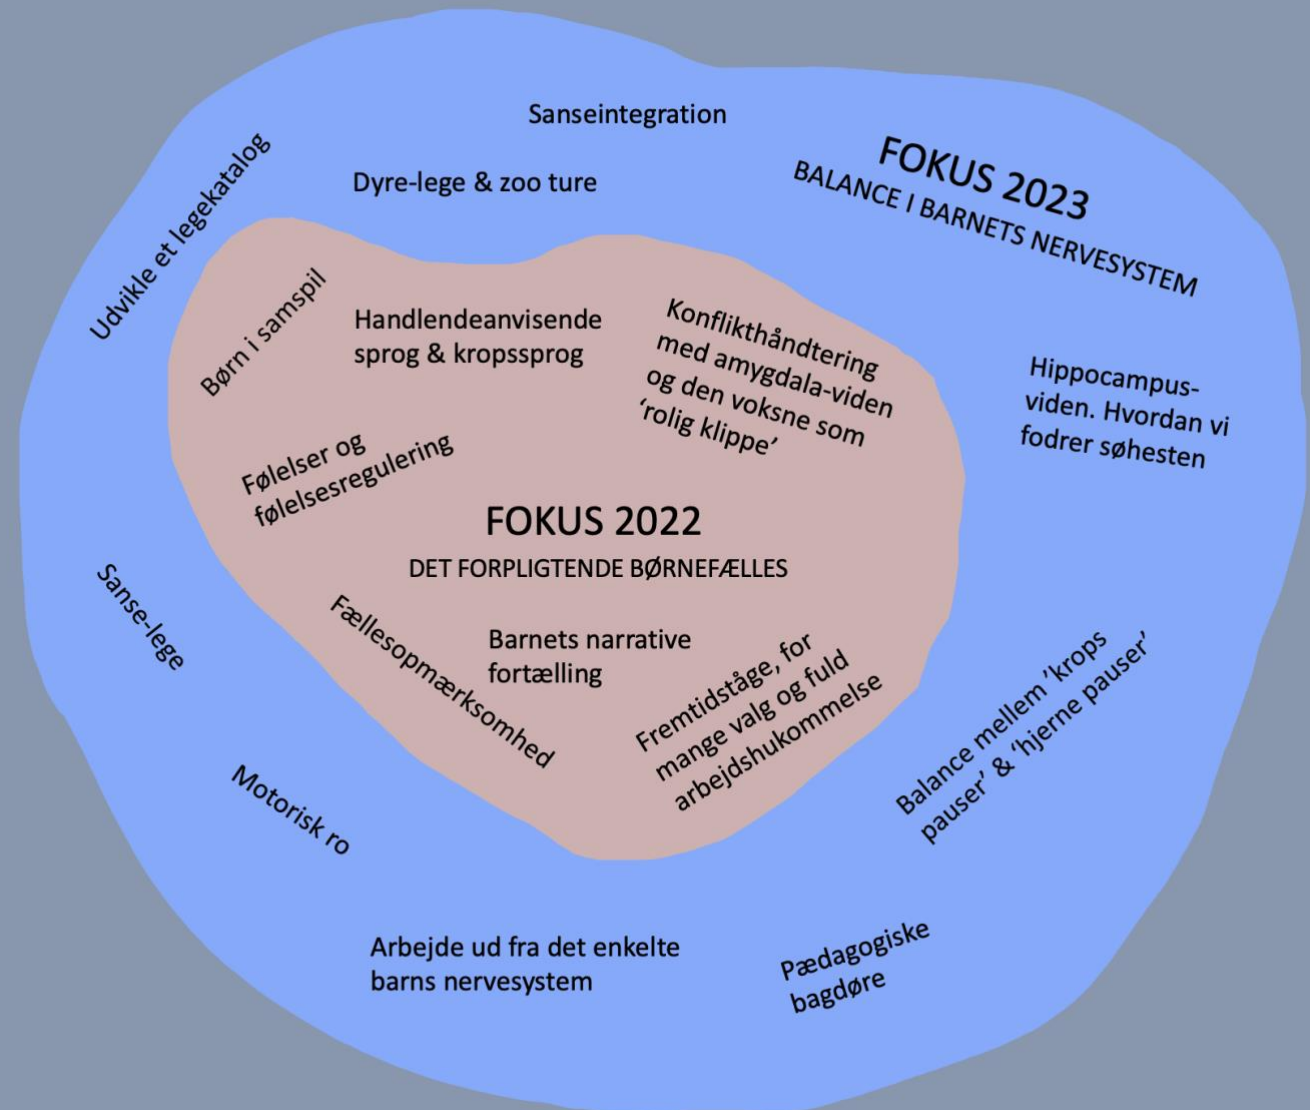 Sanseintegration
FOKUS 2023
BALANCE I BARNETS NERVESYSTEM
Dyre-lege & zoo ture
Udvikle et legekatalog
Børn i samspil
Handlendeanvisende
sprog & kropssprog
Konflikthåndtering
med amygdala-viden
og den voksne som
‘rolig klippe’
Hippocampus-
viden. Hvordan vi
fodrer søhesten
Følelser og
følelsesregulering
FOKUS 2022
DET FORPLIGTENDE BØRNEFÆLLES
Sanse-lege
Fællesopmærksomhed
Barnets narrative
fortælling
Fremtidståge, for
mange valg og fuld
arbejdshukommelse
Balance mellem ’krops
pauser’ & ‘hjerne pauser’
Motorisk ro
Arbejde ud fra det enkelte
barns nervesystem
Pædagogiske
bagdøre